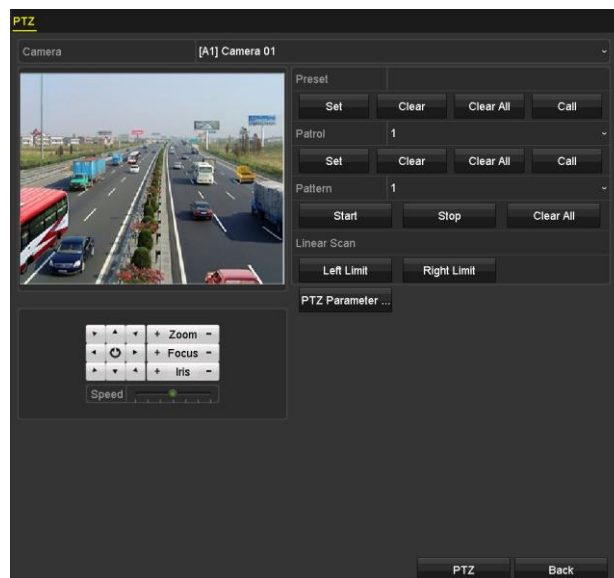 PTZ
Camera [A1] Camera 01
Preset
Set Clear Clear All Call
Patrol 1
Set Clear Clear All Call
Pattern 1
Start Stop Clear All
Linear Scan
Left Limit Right Limit
PTZ Parameter ...
+ Zoom -
+ Focus -
+ Iris -
Speed
PTZ Back